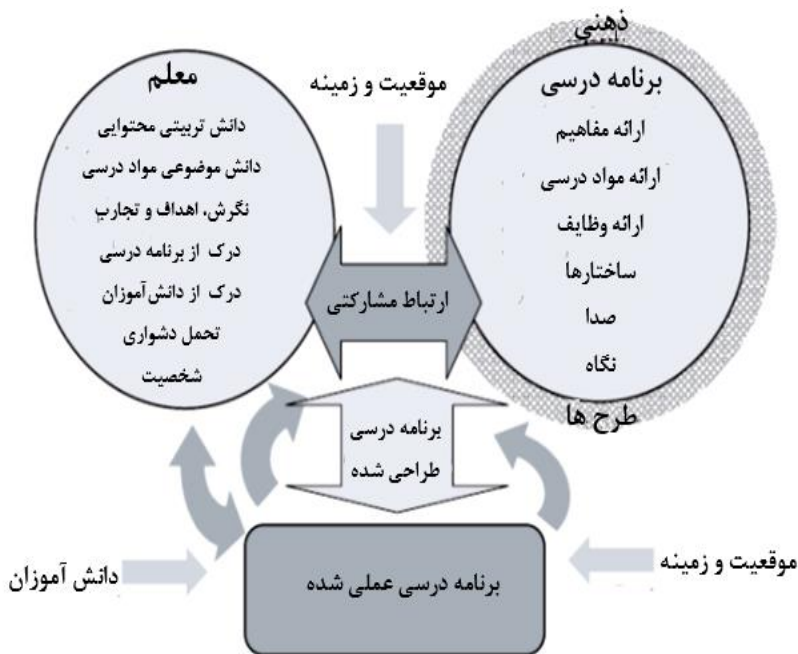 ذهنی
برنامه درسی
ارائه مفاهیم
ارائه مواد درسی
ارائه وظایف
ساختارها
صدا
نگاه
طرح ها
موقعیت و زمینه
معلم
دانش تربیتی محتوایی
دانش موضوعی مواد درسی
نگرش، اهداف و تجارب
درک از برنامه درسی
درک از دانش‌آموزان
تحمل دشواری
شخصیت
ارتباط مشارکتی
برنامه درسی
طراحی شده
برنامه درسی عملی شده
موقعیت و زمینه
دانش آموزان